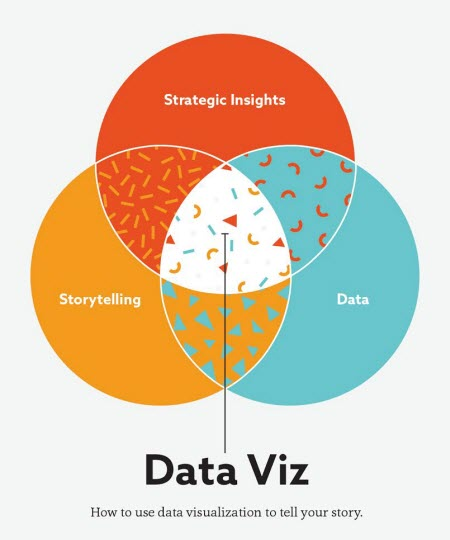 Strategic Insights
Storytelling
Data
Data Viz
How to use data visualization to tell your story.